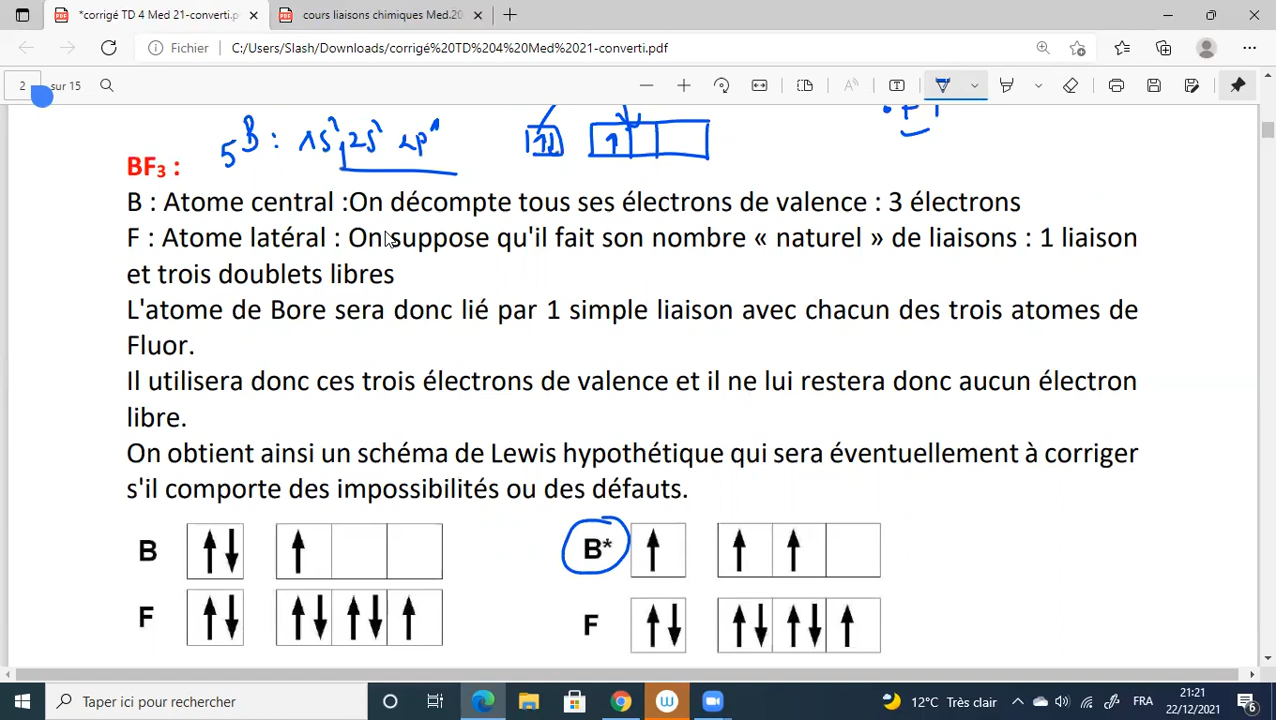 *corrigé TD 4 Med 21-converti.p
cours liaisons chimiques Med.20
Fichier
C:/Users/Slash/Downloads/corrigé%20TD%204%20Med%2021-converti.pdf
2 sur 15
5B : 1s² 2s² 2p¹
BF₃ :
B : Atome central :On décompte tous ses électrons de valence : 3 électrons
F : Atome latéral : On suppose qu'il fait son nombre « naturel » de liaisons : 1 liaison
et trois doublets libres
L'atome de Bore sera donc lié par 1 simple liaison avec chacun des trois atomes de
Fluor.
Il utilisera donc ces trois électrons de valence et il ne lui restera donc aucun électron
libre.
On obtient ainsi un schéma de Lewis hypothétique qui sera éventuellement à corriger
s'il comporte des impossibilités ou des défauts.
B B*
F F
Taper ici pour rechercher
12°C Très clair
FRA
21:21
22/12/2021
6